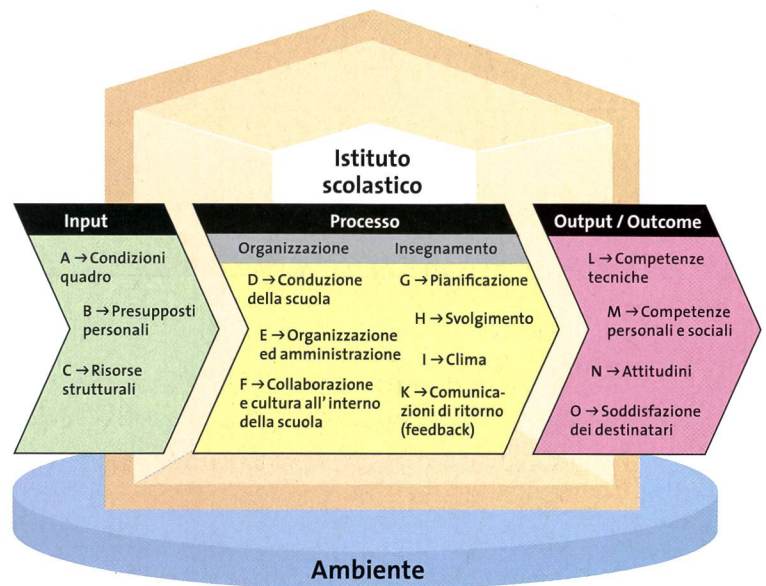 Istituto
scolastico
Input
A → Condizioni
quadro
B → Presupposti
personali
C → Risorse
strutturali
Processo
Organizzazione
D → Conduzione
della scuola
E → Organizzazione
ed amministrazione
F → Collaborazione
e cultura all'interno
della scuola
Insegnamento
G → Pianificazione
H → Svolgimento
I → Clima
K → Comunica-
zioni di ritorno
(feedback)
Output / Outcome
L → Competenze
tecniche
M → Competenze
personali e sociali
N → Attitudini
O → Soddisfazione
dei destinatari
Ambiente